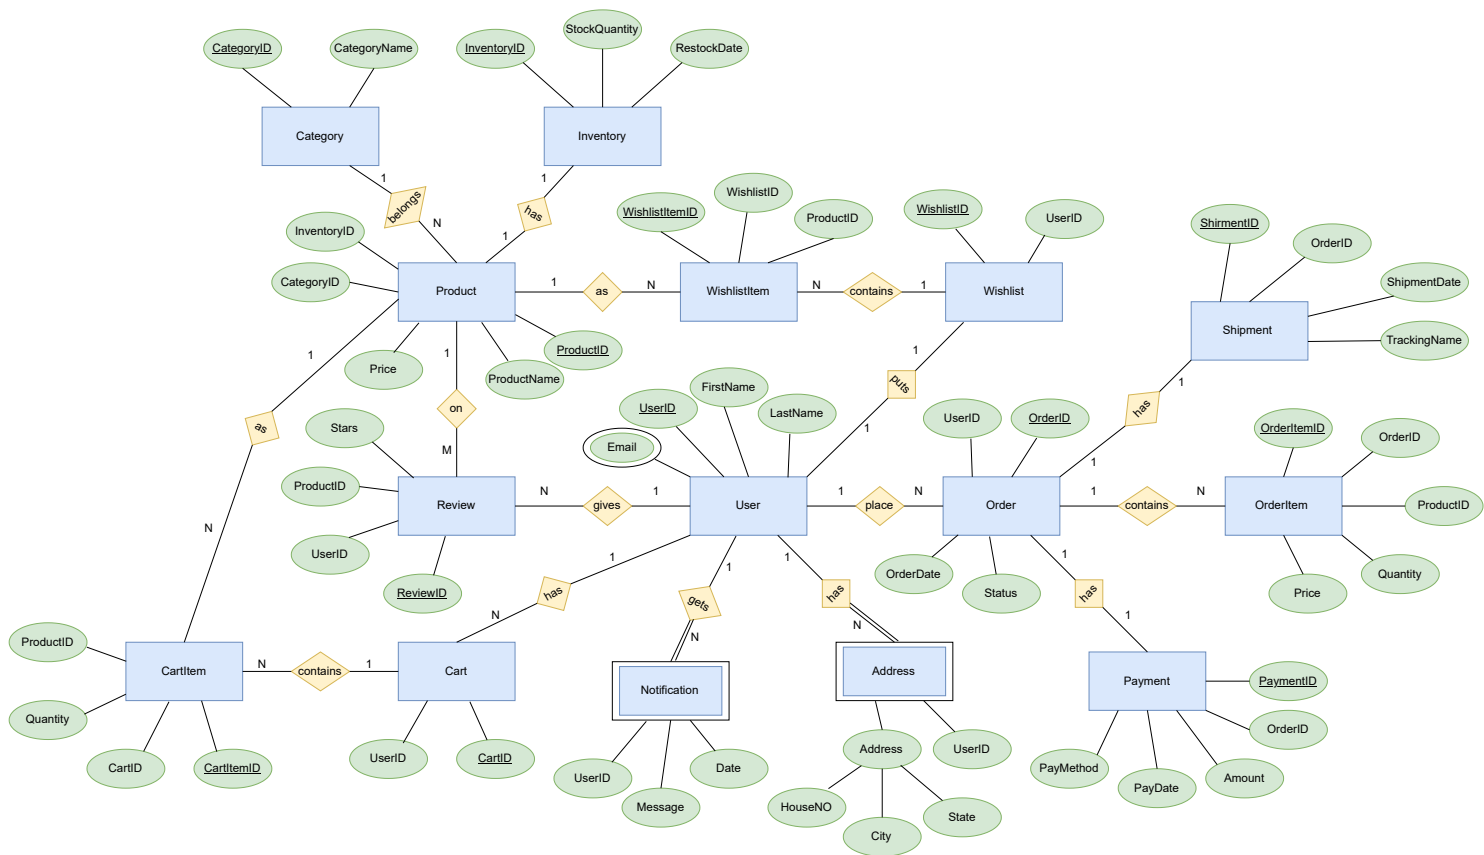 StockQuantity
CategoryID
CategoryName
InventoryID
RestockDate
Category
Inventory
1
1
belongs
has
WishlistItemID
WishlistID
ProductID
WishlistID
UserID
N
1
InventoryID
ShirmentID
OrderID
CategoryID
Product
1
as
N
WishlistItem
N
contains
1
Wishlist
ShipmentDate
Shipment
TrackingName
1
1
1
Price
ProductName
ProductID
puts
1
FirstName
UserID
LastName
on
has
as
Stars
Email
1
UserID
OrderID
OrderItemID
OrderID
M
1
ProductID
Review
N
gives
1
User
1
place
N
Order
1
contains
N
OrderItem
ProductID
N
UserID
ReviewID
1
has
1
gets
1
has
OrderDate
Status
1
has
Price
Quantity
N
N
N
1
ProductID
CartItem
N
contains
1
Cart
Notification
Address
Payment
PaymentID
Quantity
OrderID
CartID
CartItemID
UserID
CartID
UserID
Message
Date
Address
UserID
HouseNO
City
State
PayMethod
PayDate
Amount